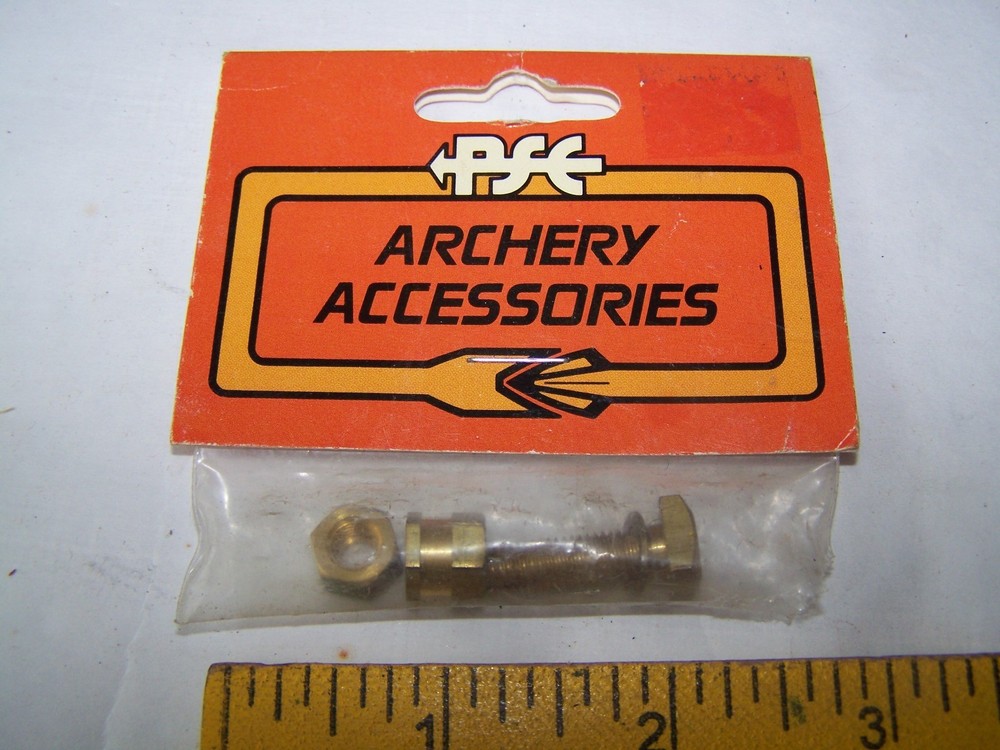 PSE
ARCHERY
ACCESSORIES
1 2 3